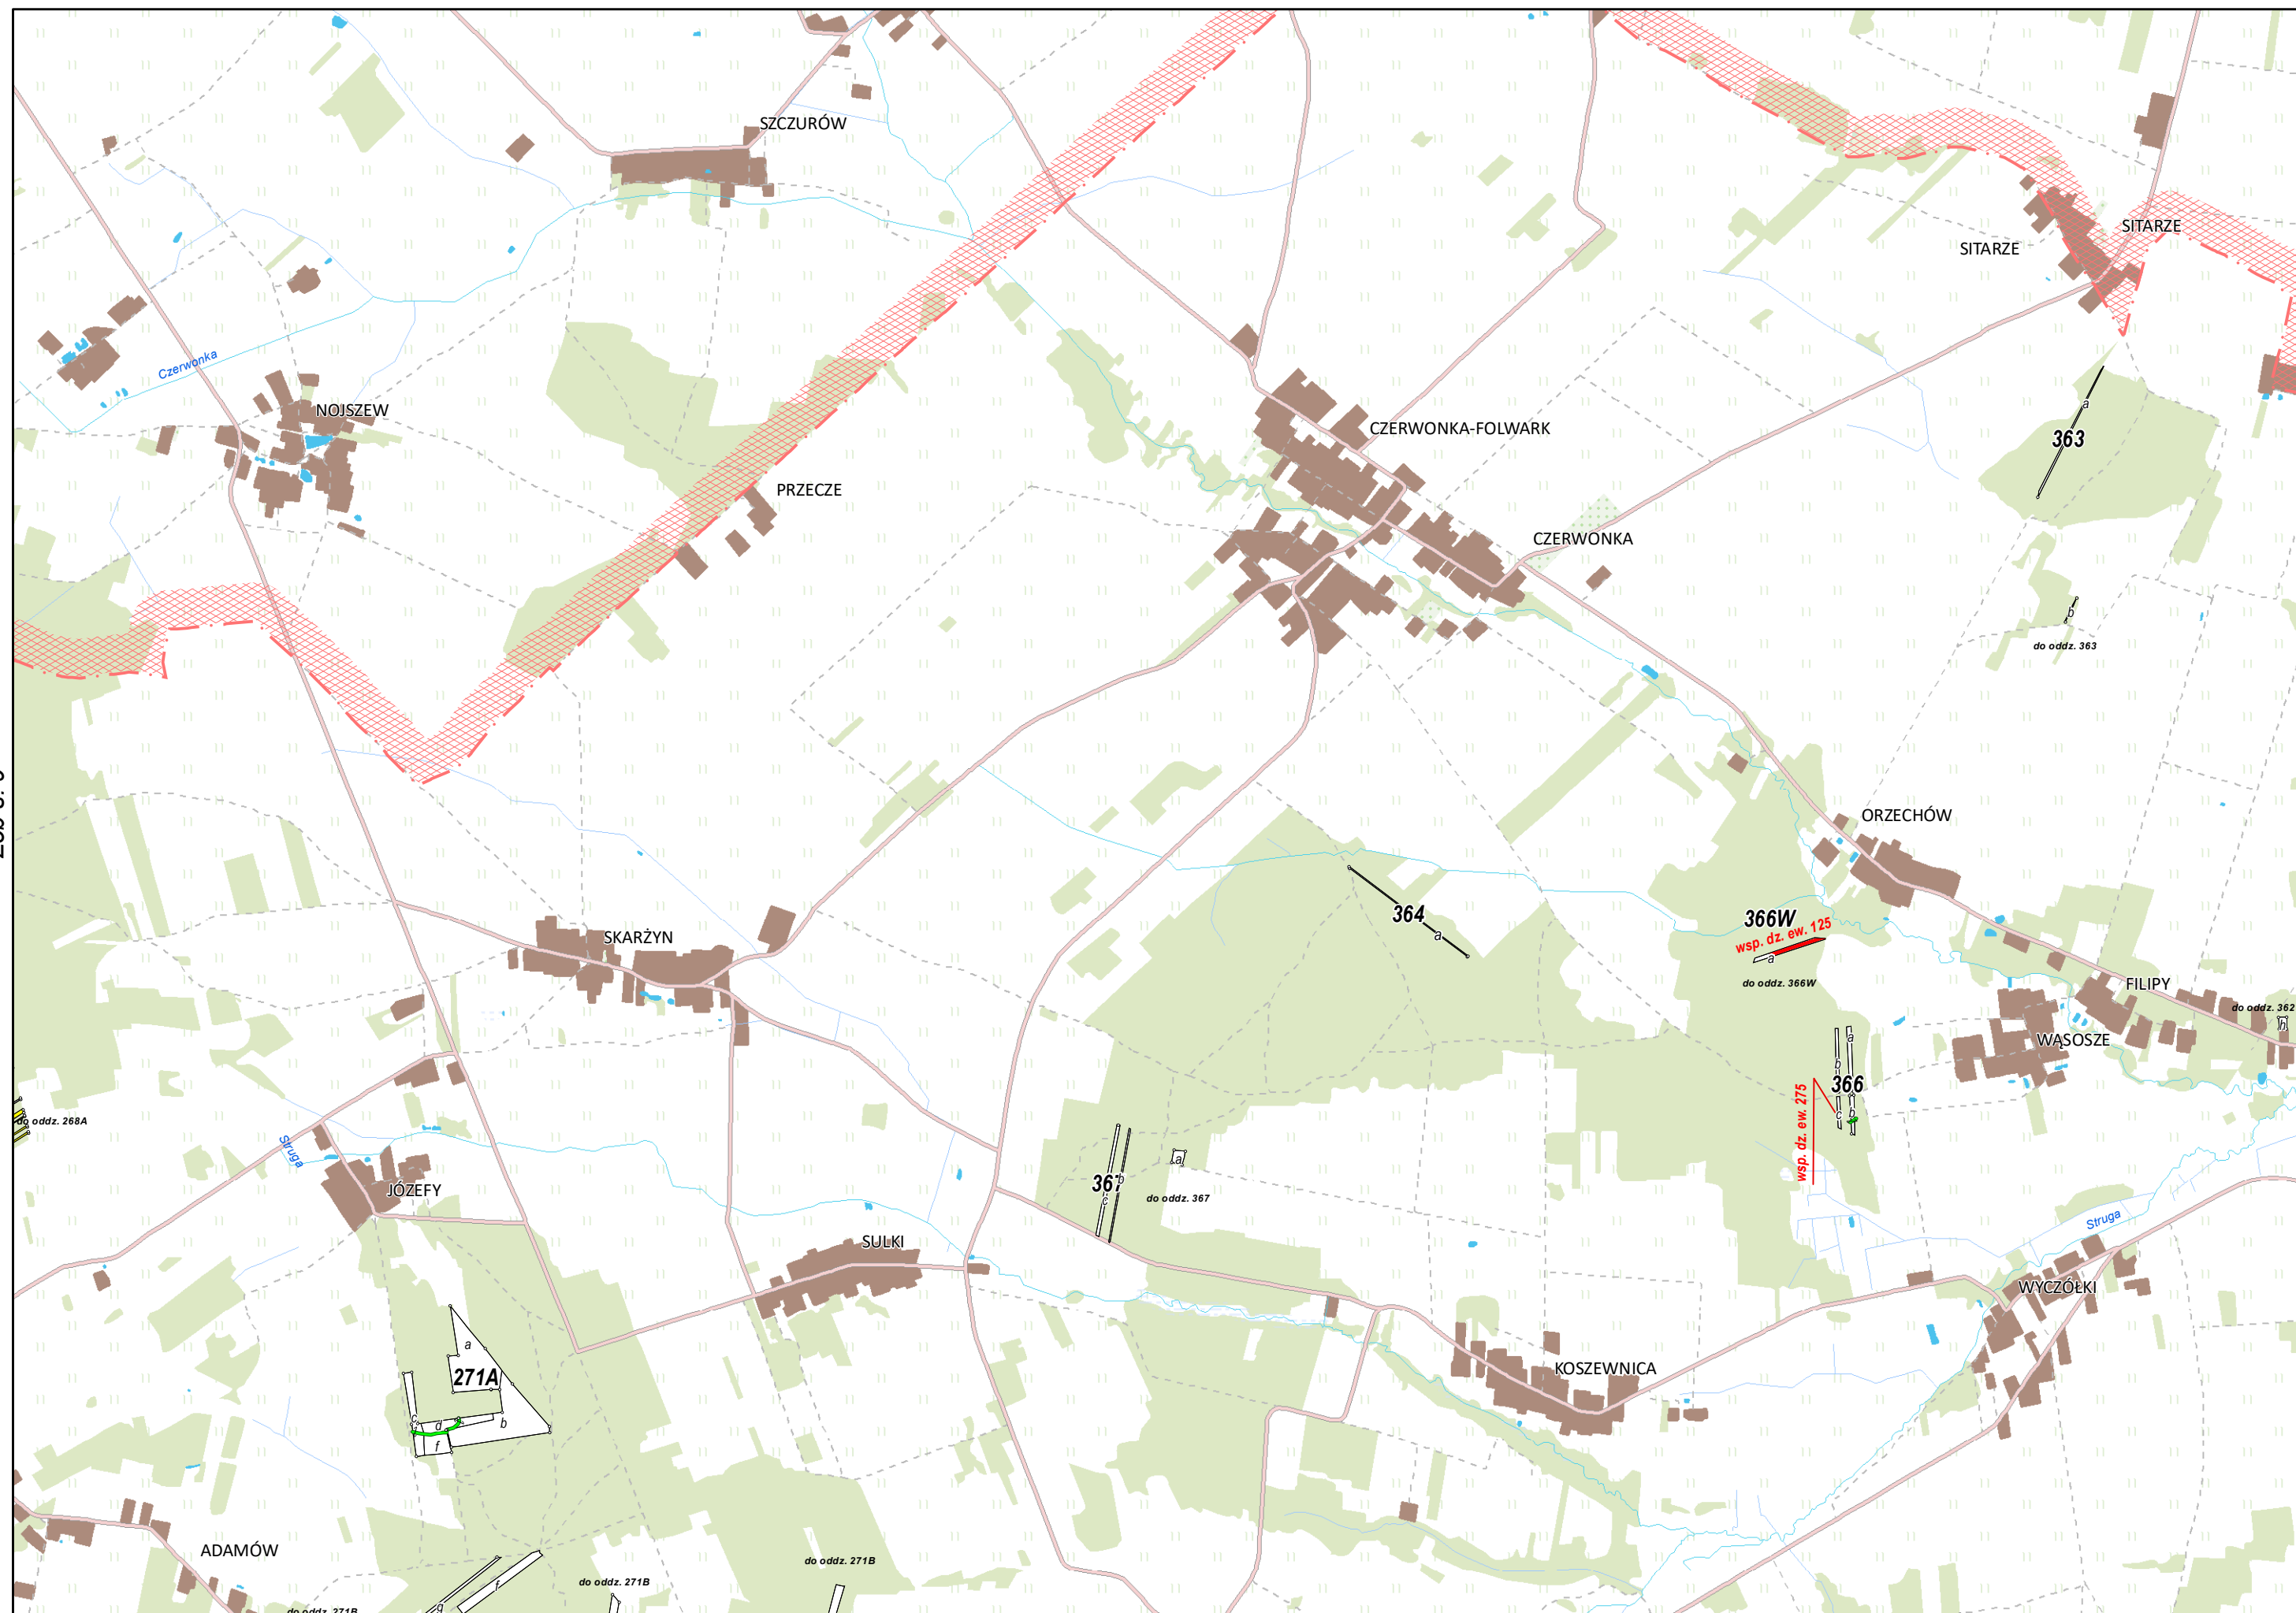 SZCZURÓW
SITARZE
SITARZE
Czerwonka
NOJSZEW
a
CZERWONKA-FOLWARK
363
PRZECZE
CZERWONKA
b
do oddz. 363
ORZECHÓW
364
366W
wsp. dz. ew. 125
a
SKARŻYN
a
do oddz. 366W
FILIPY
do oddz. 362
h
WĄSOSZE
a
b
366
wsp. dz. ew. 275
c
b
do oddz. 268A
Struga
a
367
b
c
do oddz. 367
JÓZEFY
Struga
SULKI
WYCZÓŁKI
a
271A
KOSZEWNICA
c
d
b
f
ADAMÓW
do oddz. 271B
do oddz. 271B
f
g
do oddz. 271B